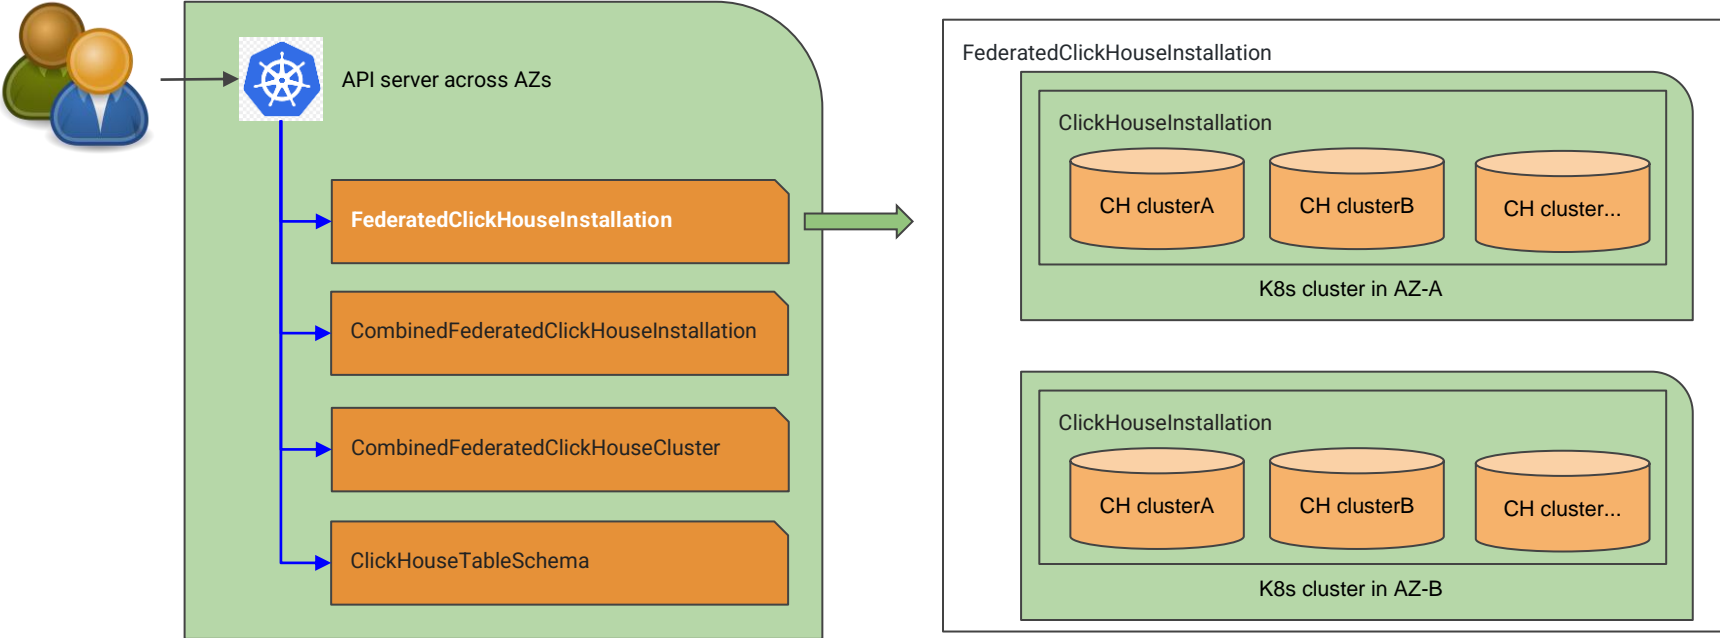 API server across AZs
FederatedClickHouseInstallation
CombinedFederatedClickHouseInstallation
CombinedFederatedClickHouseCluster
ClickHouseTableSchema
FederatedClickHouseInstallation
ClickHouseInstallation
CH clusterA
CH clusterB
CH cluster...
K8s cluster in AZ-A
ClickHouseInstallation
CH clusterA
CH clusterB
CH cluster...
K8s cluster in AZ-B